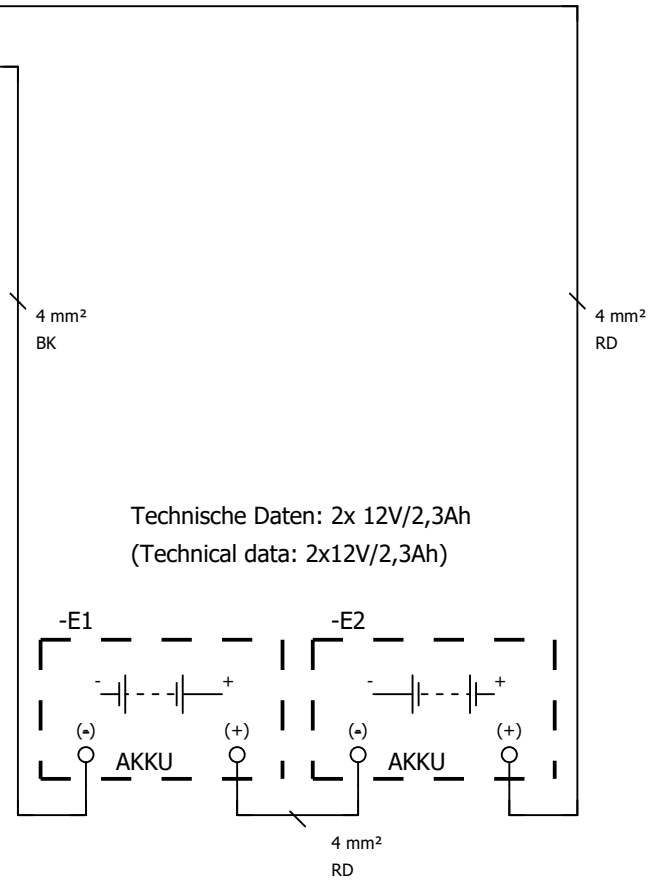 4 mm²
BK
4 mm²
RD
Technische Daten: 2x 12V/2,3Ah
(Technical data: 2x12V/2,3Ah)
-E1
-E2
- +
- +
(-) (+)
(-) (+)
AKKU
AKKU
4 mm²
RD